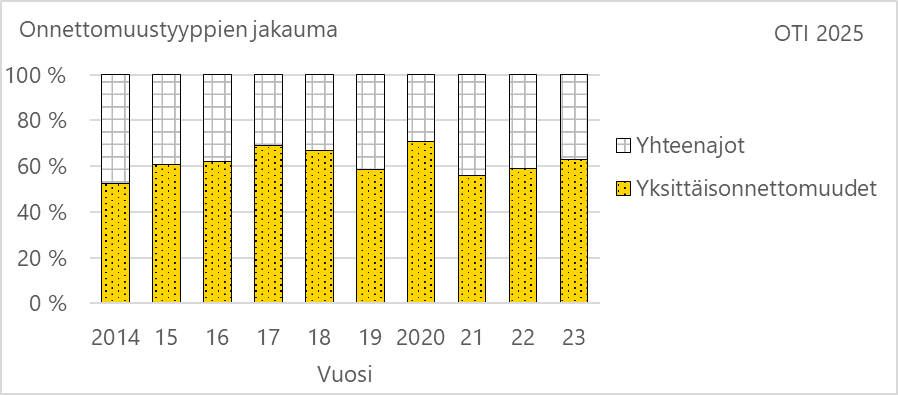 Onnettomuustyyppien jakauma
OTI 2025
100 %
80 %
60 %
40 %
20 %
0 %
2014 15 16 17 18 19 2020 21 22 23
Vuosi
Yhteenajot
Yksittäisonnettomuudet